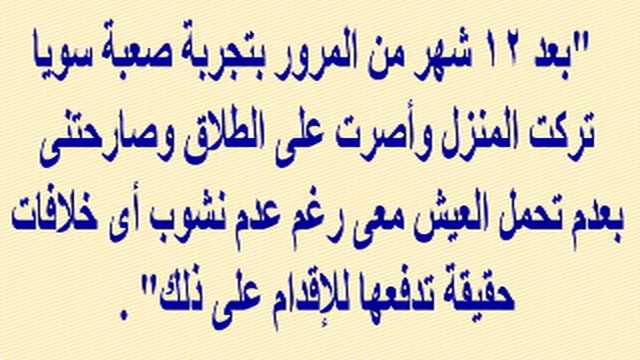 "بعد ١٢ شهر من المرور بتجربة صعبة سويا
تركت المنزل وأصرت على الطلاق وصارحتنى
بعدم تحمل العيش معى رغم عدم نشوب أى خلافات
حقيقة تدفعها للإقدام على ذلك" .